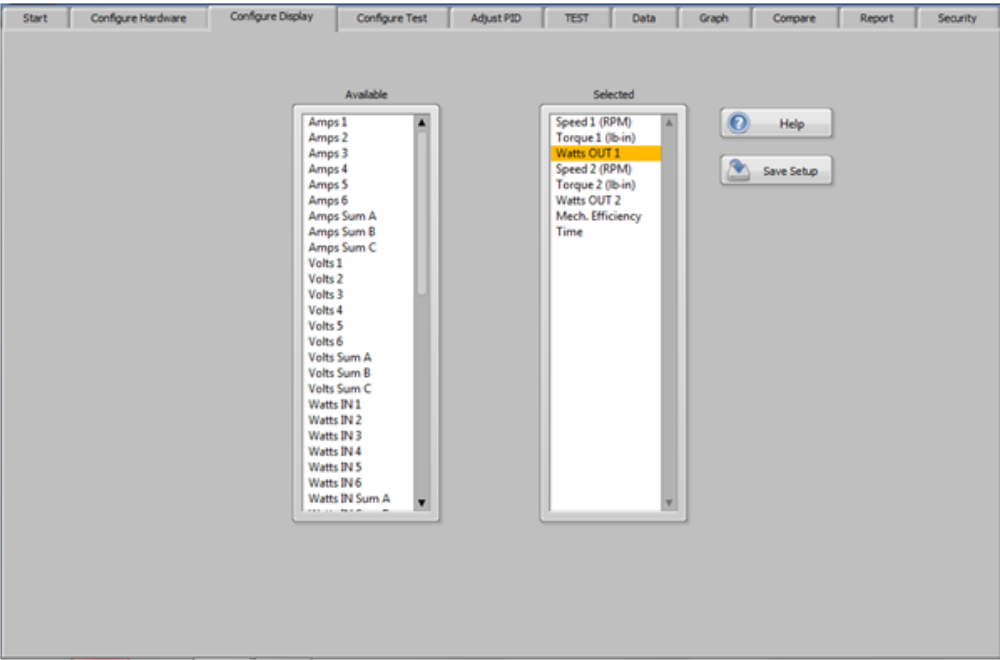 Start
Configure Hardware
Configure Display
Configure Test
Adjust PID
TEST
Data
Graph
Compare
Report
Security
Available
Amps 1
Amps 2
Amps 3
Amps 4
Amps 5
Amps 6
Amps Sum A
Amps Sum B
Amps Sum C
Volts 1
Volts 2
Volts 3
Volts 4
Volts 5
Volts 6
Volts Sum A
Volts Sum B
Volts Sum C
Watts IN 1
Watts IN 2
Watts IN 3
Watts IN 4
Watts IN 5
Watts IN 6
Watts IN Sum A
Selected
Speed 1 (RPM)
Torque 1 (lb-in)
Watts OUT 1
Speed 2 (RPM)
Torque 2 (lb-in)
Watts OUT 2
Mech. Efficiency
Time
Help
Save Setup